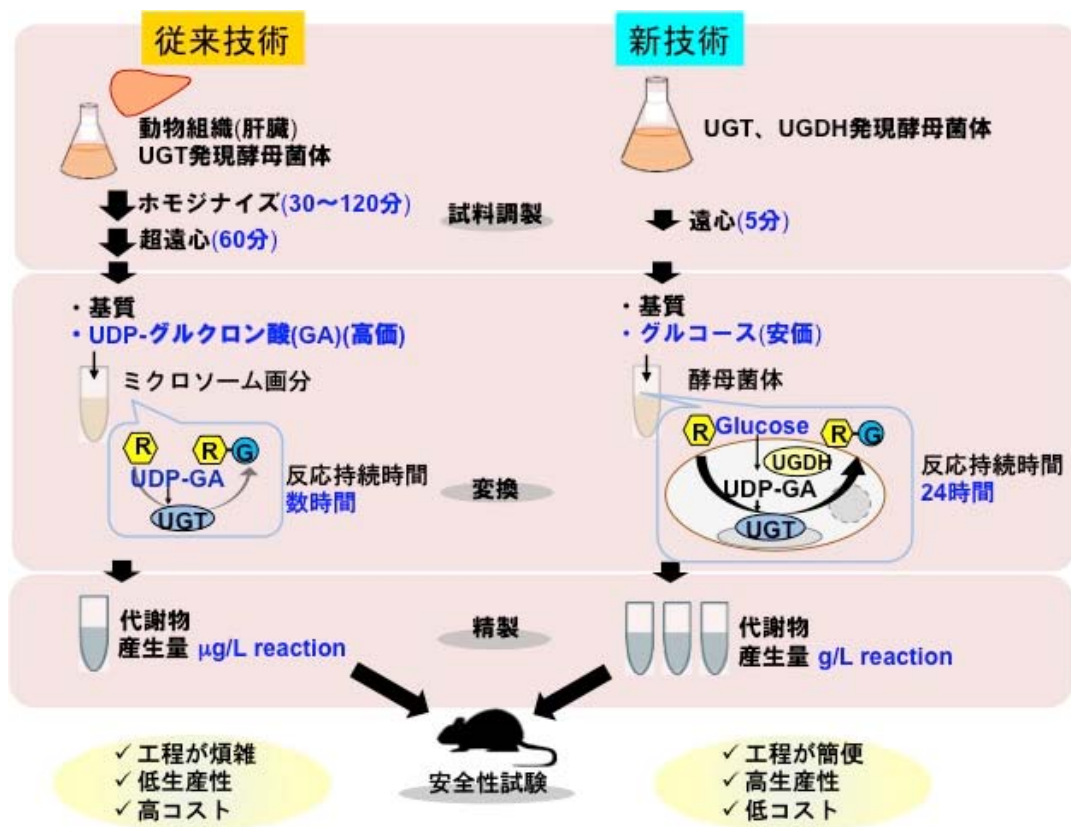 従来技術
新技術
動物組織(肝臓)
UGT発現酵母菌体
UGT、UGDH発現酵母菌体
ホモジナイズ(30〜120分)
超遠心(60分)
試料調製
遠心(5分)
・基質
・UDP-グルクロン酸(GA)(高価)
ミクロソーム画分
R
R-G
UDP-GA
UGT
反応持続時間
数時間
変換
・基質
・グルコース(安価)
酵母菌体
R
Glucose
R-G
UGDH
UDP-GA
UGT
反応持続時間
24時間
代謝物
産生量 μg/L reaction
精製
代謝物
産生量 g/L reaction
✓ 工程が煩雑
✓ 低生産性
✓ 高コスト
安全性試験
✓ 工程が簡便
✓ 高生産性
✓ 低コスト